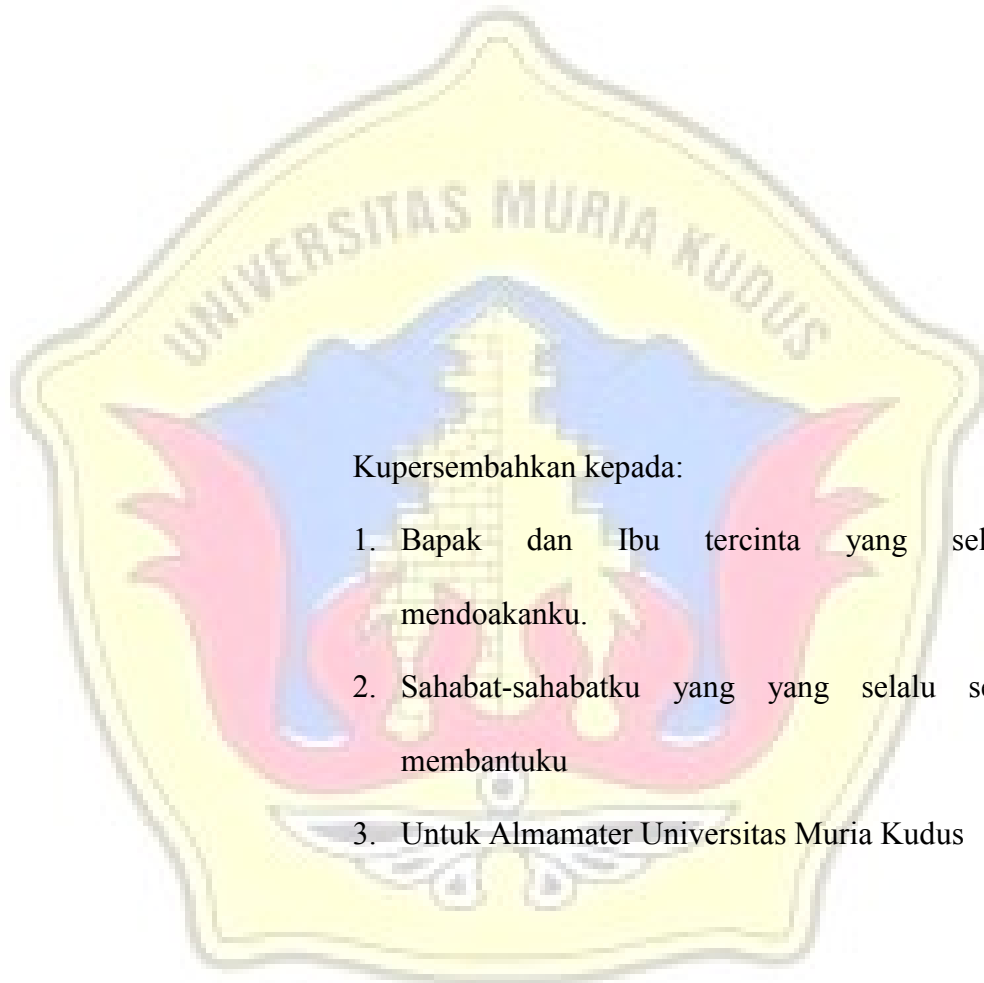 UNIVERSITAS MURIA KUDUS
Kupersembahkan kepada:
1. Bapak dan Ibu tercinta yang
mendoakanku.
2. Sahabat-sahabatku yang yang selalu
membantuku
3. Untuk Almamater Universitas Muria Kudus